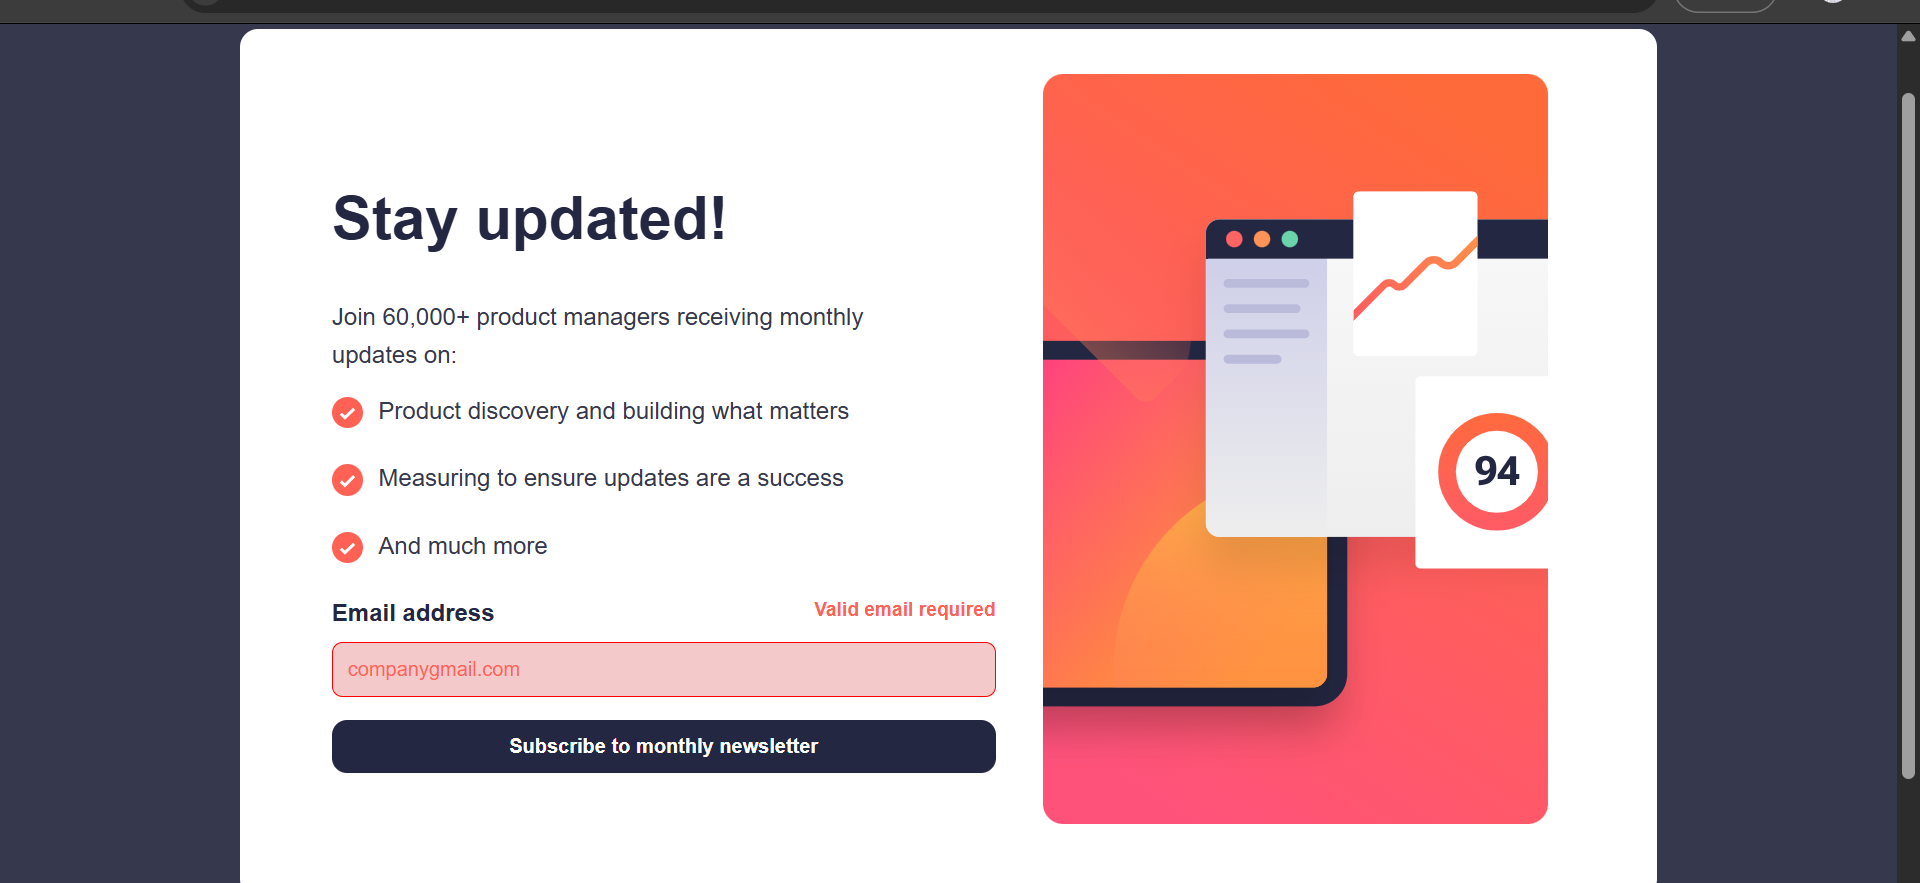 Stay updated!
Join 60,000+ product managers receiving monthly
updates on:
Product discovery and building what matters
Measuring to ensure updates are a success
And much more
Email address
Valid email required
companygmail.com
Subscribe to monthly newsletter
94